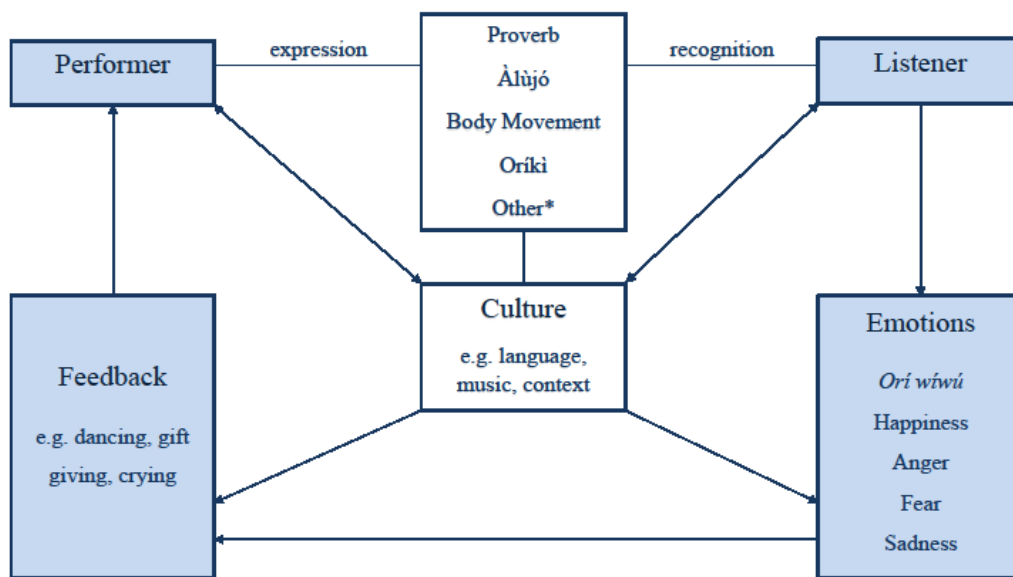 Performer
expression
Proverb
Àlùjó
Body Movement
Oríkì
Other*
recognition
Listener
Culture
e.g. language,
music, context
Feedback
e.g. dancing, gift
giving, crying
Emotions
Orí wíwú
Happiness
Anger
Fear
Sadness